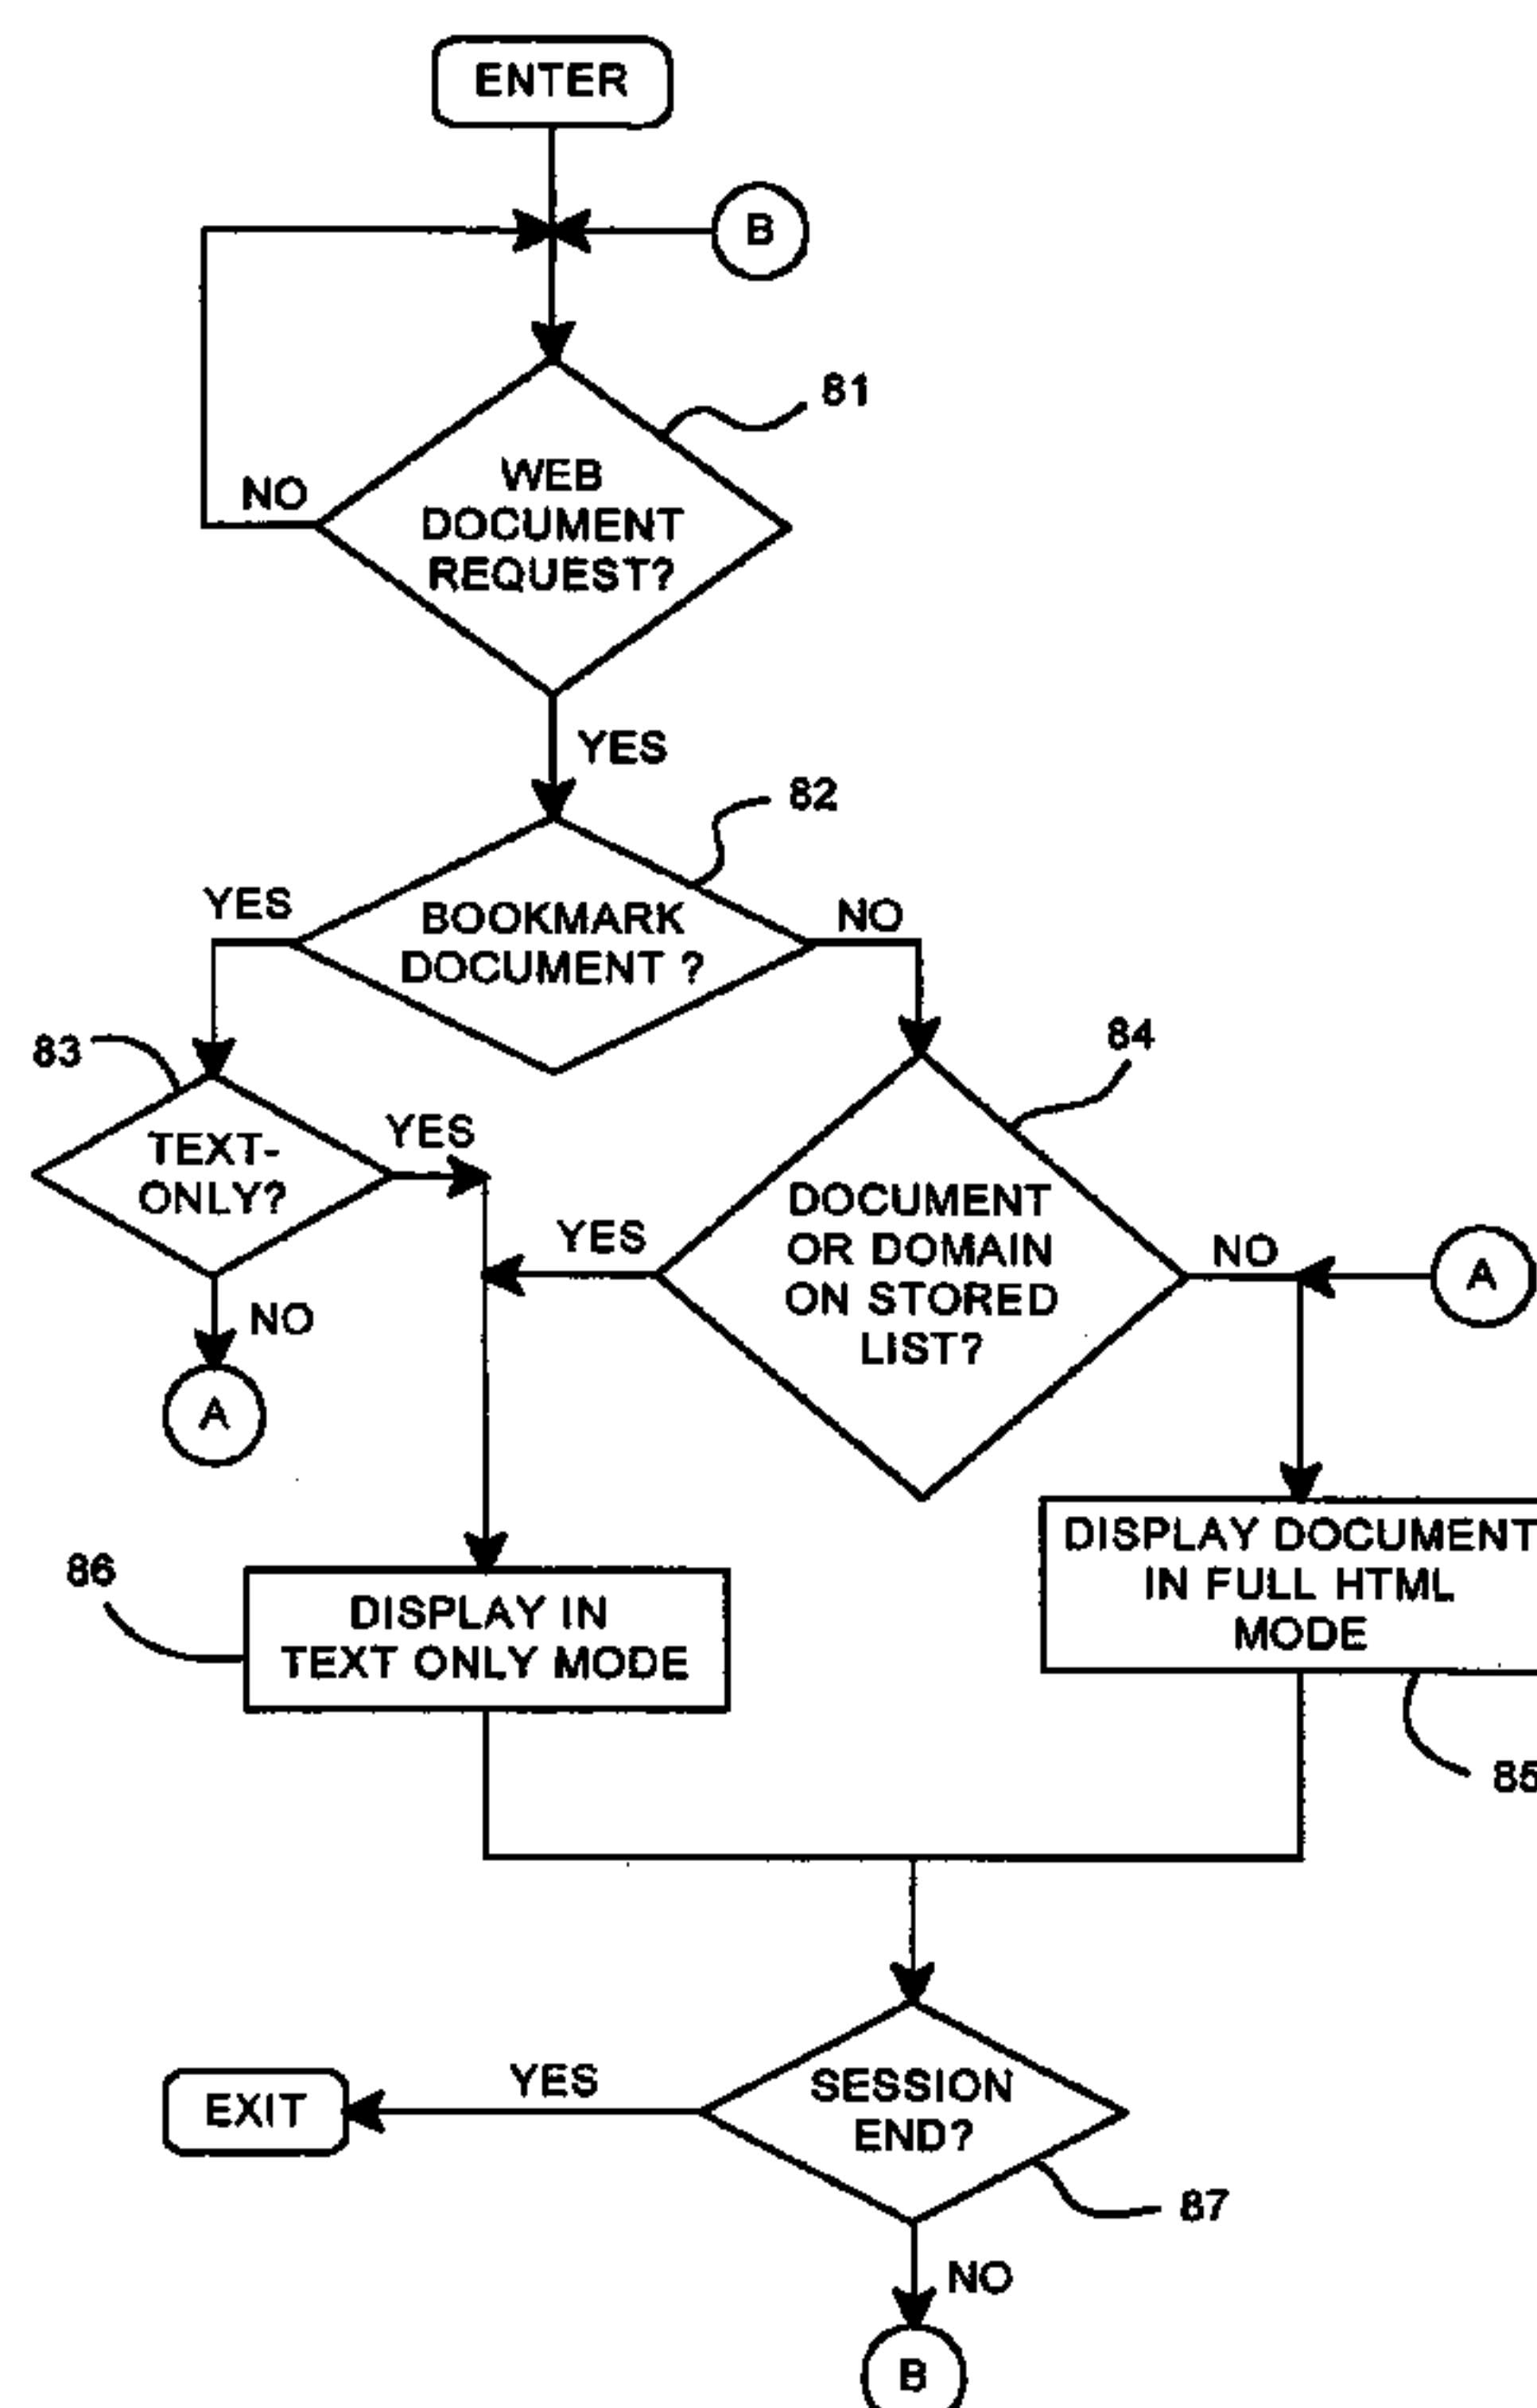 ENTER
B
81
WEB
DOCUMENT
REQUEST?
NO
YES
82
BOOKMARK
DOCUMENT ?
YES
NO
83
84
TEXT-
ONLY?
YES
NO
A
DOCUMENT
OR DOMAIN
ON STORED
LIST?
YES
NO
A
86
DISPLAY IN
TEXT ONLY MODE
DISPLAY DOCUMENT
IN FULL HTML
MODE
85
SESSION
END?
YES
EXIT
87
NO
B